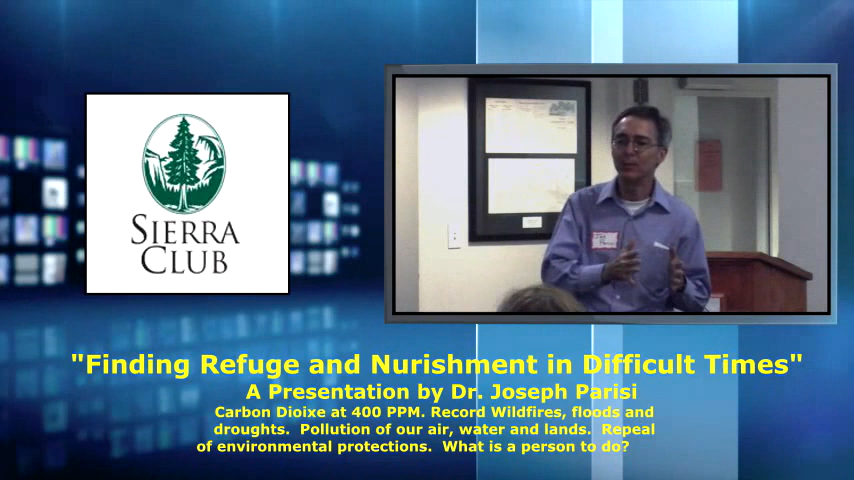 SIERRA
CLUB
"Finding Refuge and Nurishment in Difficult Times"
A Presentation by Dr. Joseph Parisi
Carbon Dioixe at 400 PPM. Record Wildfires, floods and
droughts. Pollution of our air, water and lands. Repeal
of environmental protections. What is a person to do?